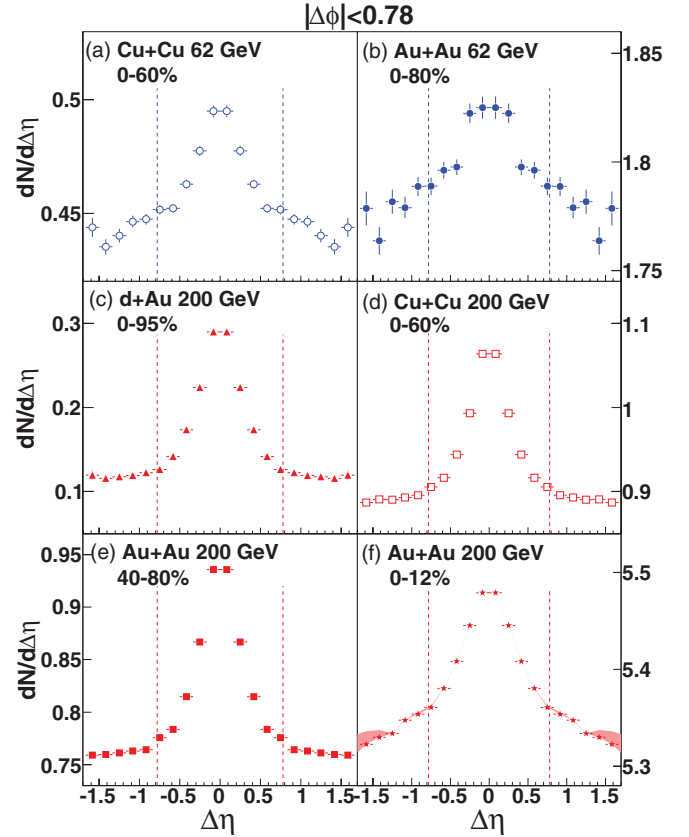 |Δϕ|<0.78
(a) Cu+Cu 62 GeV
0-60%
(b) Au+Au 62 GeV
0-80%
dN/dΔη
0.5
0.45
1.85
1.8
1.75
(c) d+Au 200 GeV
0-95%
(d) Cu+Cu 200 GeV
0-60%
dN/dΔη
0.3
0.2
0.1
1.1
1
0.9
(e) Au+Au 200 GeV
40-80%
(f) Au+Au 200 GeV
0-12%
dN/dΔη
0.95
0.9
0.85
0.8
0.75
5.5
5.4
5.3
-1.5 -1 -0.5 0 0.5 1 1.5
-1.5 -1 -0.5 0 0.5 1 1.5
Δη
Δη